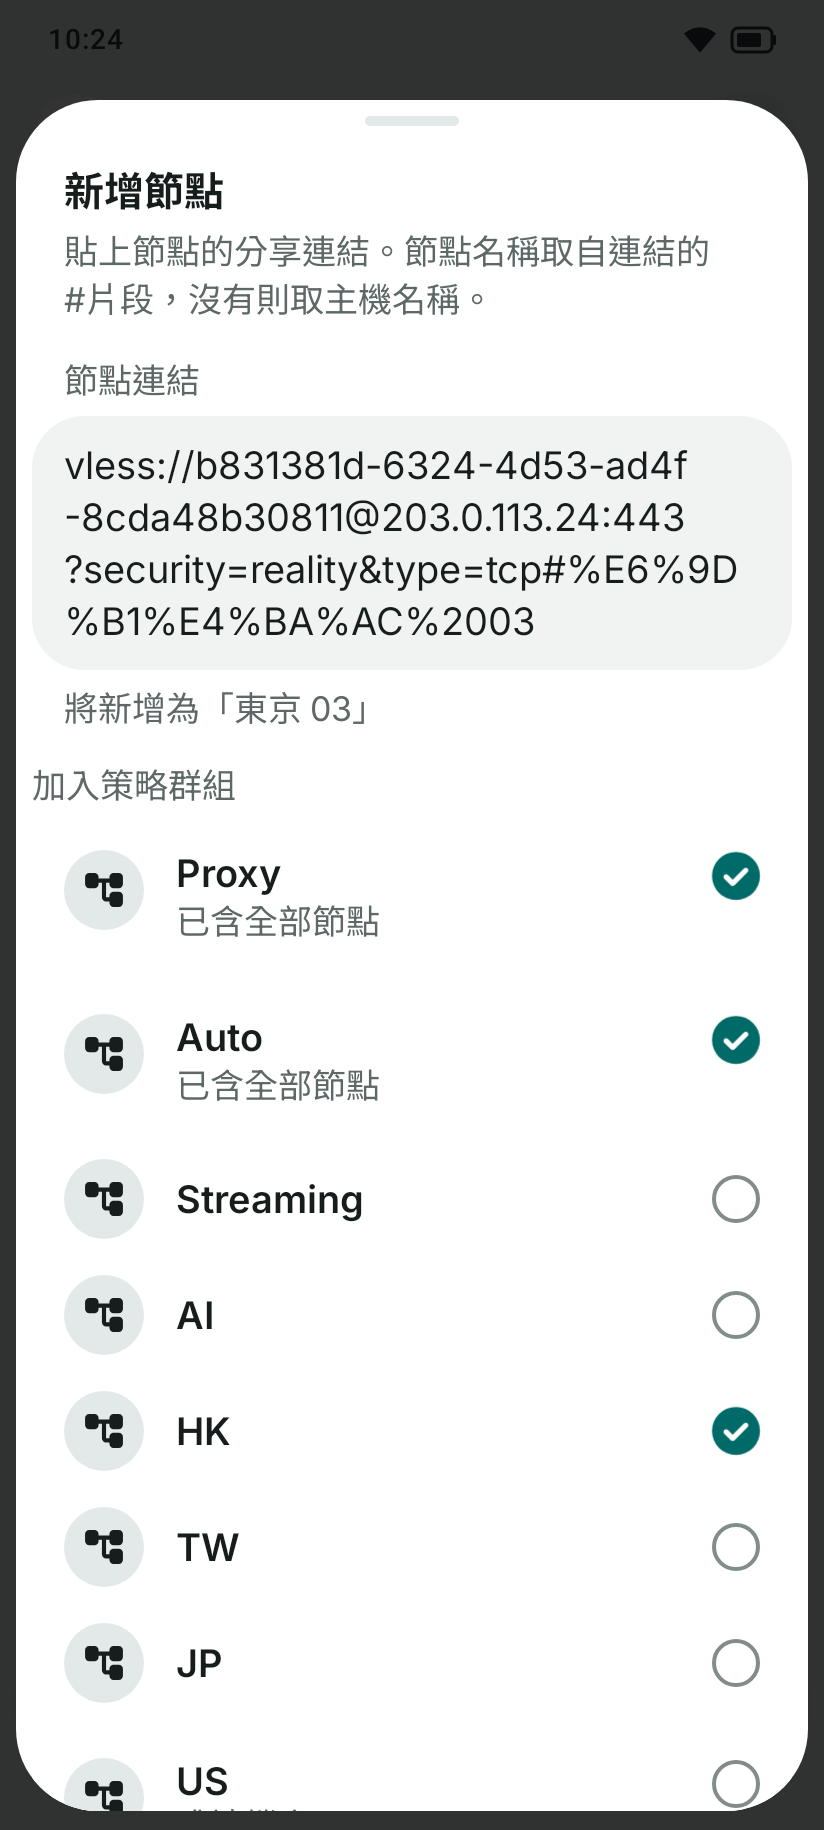 10:24
新增節點
貼上節點的分享連結。節點名稱取自連結的
#片段，沒有則取主機名稱。
節點連結
vless://b831381d-6324-4d53-ad4f
-8cda48b30811@203.0.113.24:443
?security=reality&type=tcp#%E6%9D
%B1%E4%BA%AC%2003
將新增為「東京 03」
加入策略群組
Proxy
已含全部節點
Auto
已含全部節點
Streaming
AI
HK
TW
JP
US